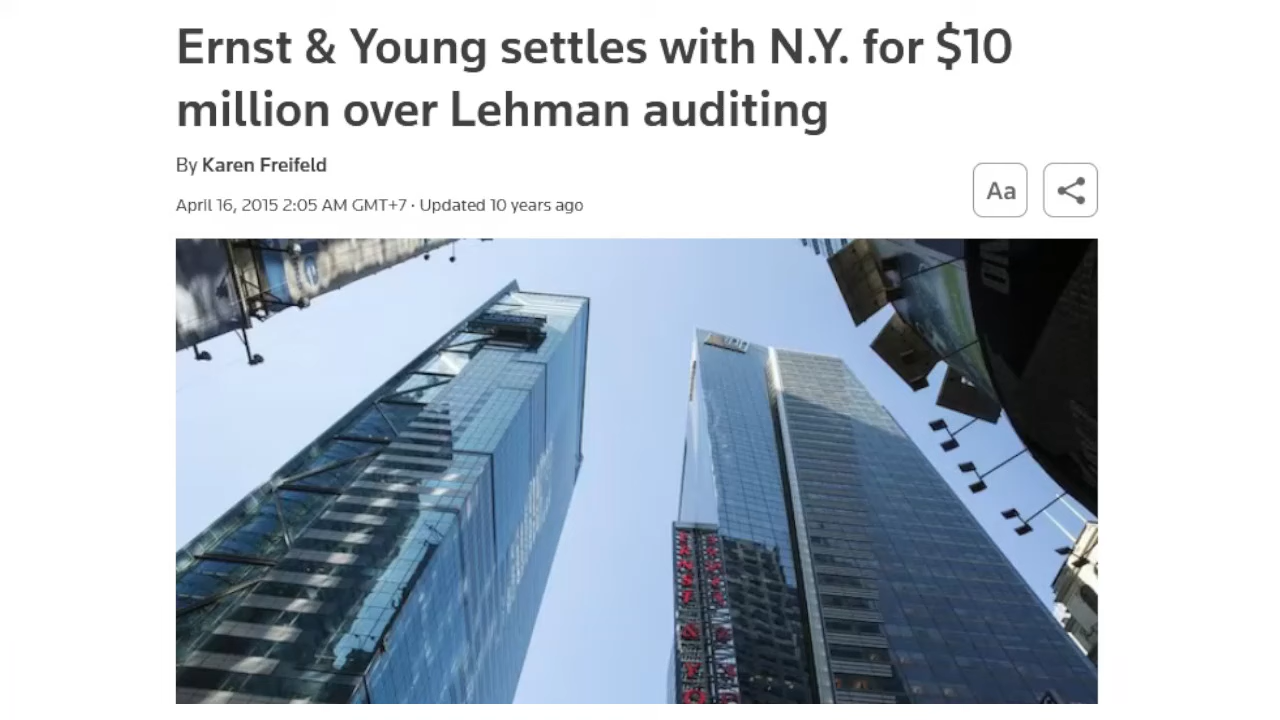 Ernst & Young settles with N.Y. for $10
million over Lehman auditing
By Karen Freifeld
April 16, 2015 2:05 AM GMT+7 · Updated 10 years ago
Aa